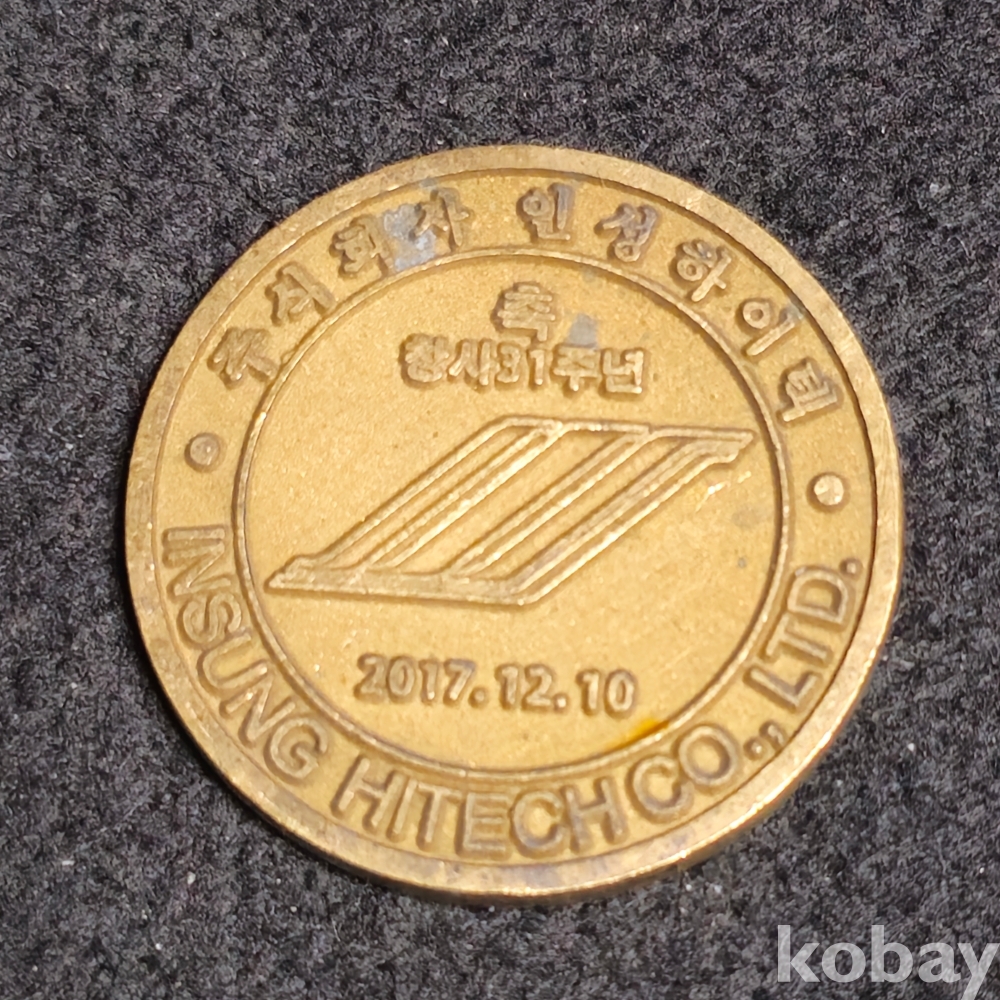 주식회사 인성하이텍
축
창사31주년
2017. 12. 10
INSUNG HITECH CO., LTD.
kobay